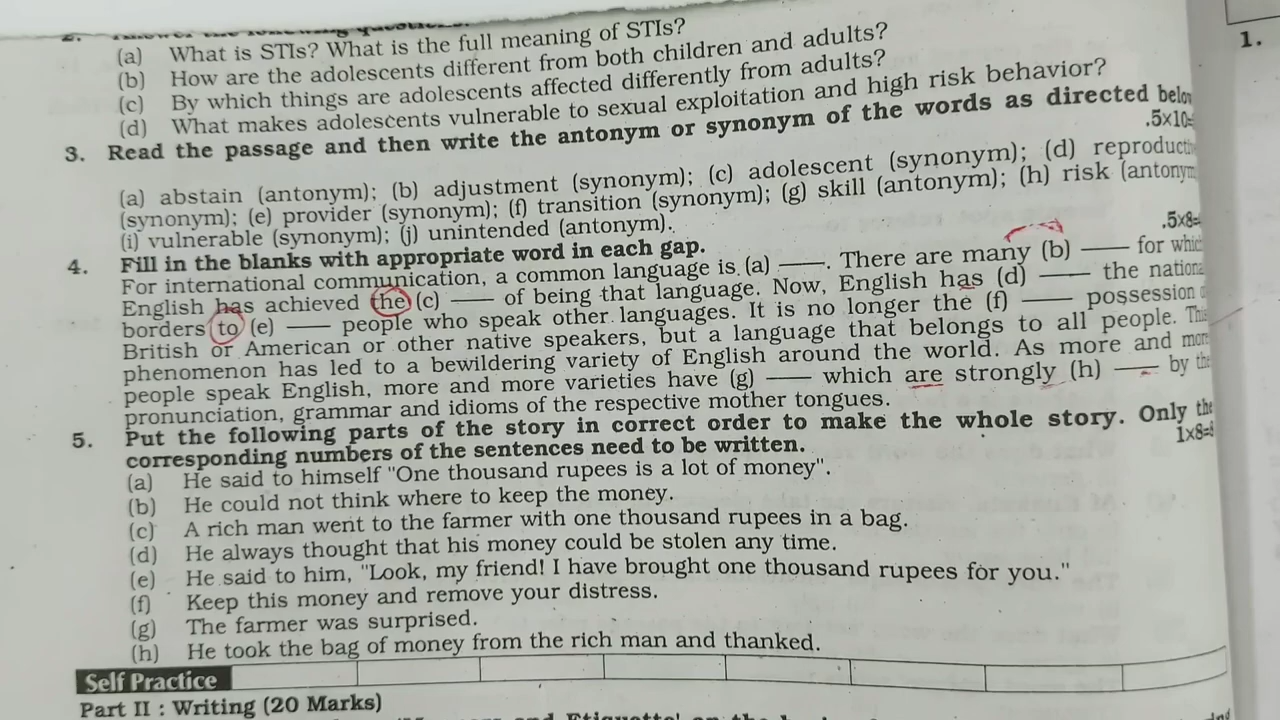 2.
(a) What is STIs? What is the full meaning of STIs?
(b) How are the adolescents different from both children and adults?
(c) By which things are adolescents affected differently from adults?
(d) What makes adolescents vulnerable to sexual exploitation and high risk behavior?
3. Read the passage and then write the antonym or synonym of the words as directed
.5×10=
(a) abstain (antonym); (b) adjustment (synonym); (c) adolescent (synonym); (d)
(synonym); (e) provider (synonym); (f) transition (synonym); (g) skill (antonym); (h) risk
(i) vulnerable (synonym); (j) unintended (antonym).
4. Fill in the blanks with appropriate word in each gap.
.5×8=
For international communication, a common language is (a) ——. There are many (b) —— for
English has achieved the (c) —— of being that language. Now, English has (d) —— the
borders to (e) —— people who speak other languages. It is no longer the (f) —— possession
British or American or other native speakers, but a language that belongs to all people.
phenomenon has led to a bewildering variety of English around the world. As more and
people speak English, more and more varieties have (g) —— which are strongly (h) —— by
pronunciation, grammar and idioms of the respective mother tongues.
5. Put the following parts of the story in correct order to make the whole story. Only the
corresponding numbers of the sentences need to be written.
1×8=
(a) He said to himself "One thousand rupees is a lot of money".
(b) He could not think where to keep the money.
(c) A rich man went to the farmer with one thousand rupees in a bag.
(d) He always thought that his money could be stolen any time.
(e) He said to him, "Look, my friend! I have brought one thousand rupees for you."
(f) Keep this money and remove your distress.
(g) The farmer was surprised.
(h) He took the bag of money from the rich man and thanked.
Self Practice
Part II : Writing (20 Marks)
1.